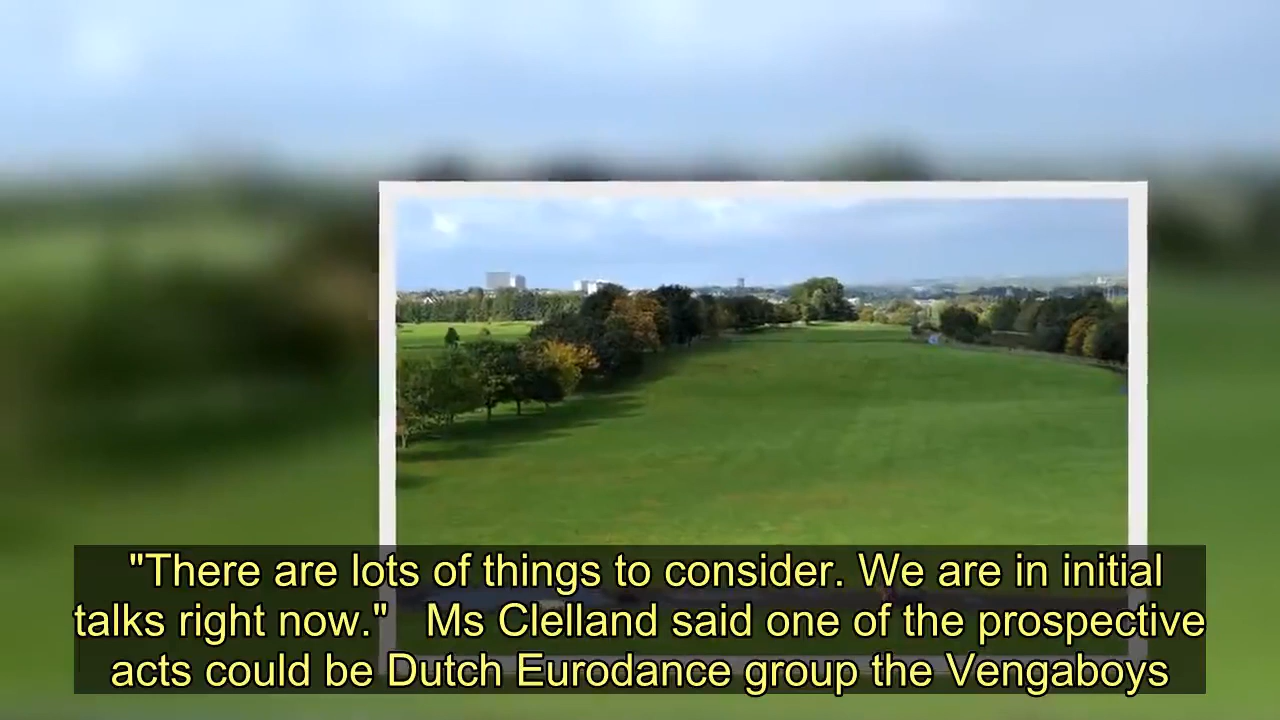 "There are lots of things to consider. We are in initial
talks right now."   Ms Clelland said one of the prospective
acts could be Dutch Eurodance group the Vengaboys